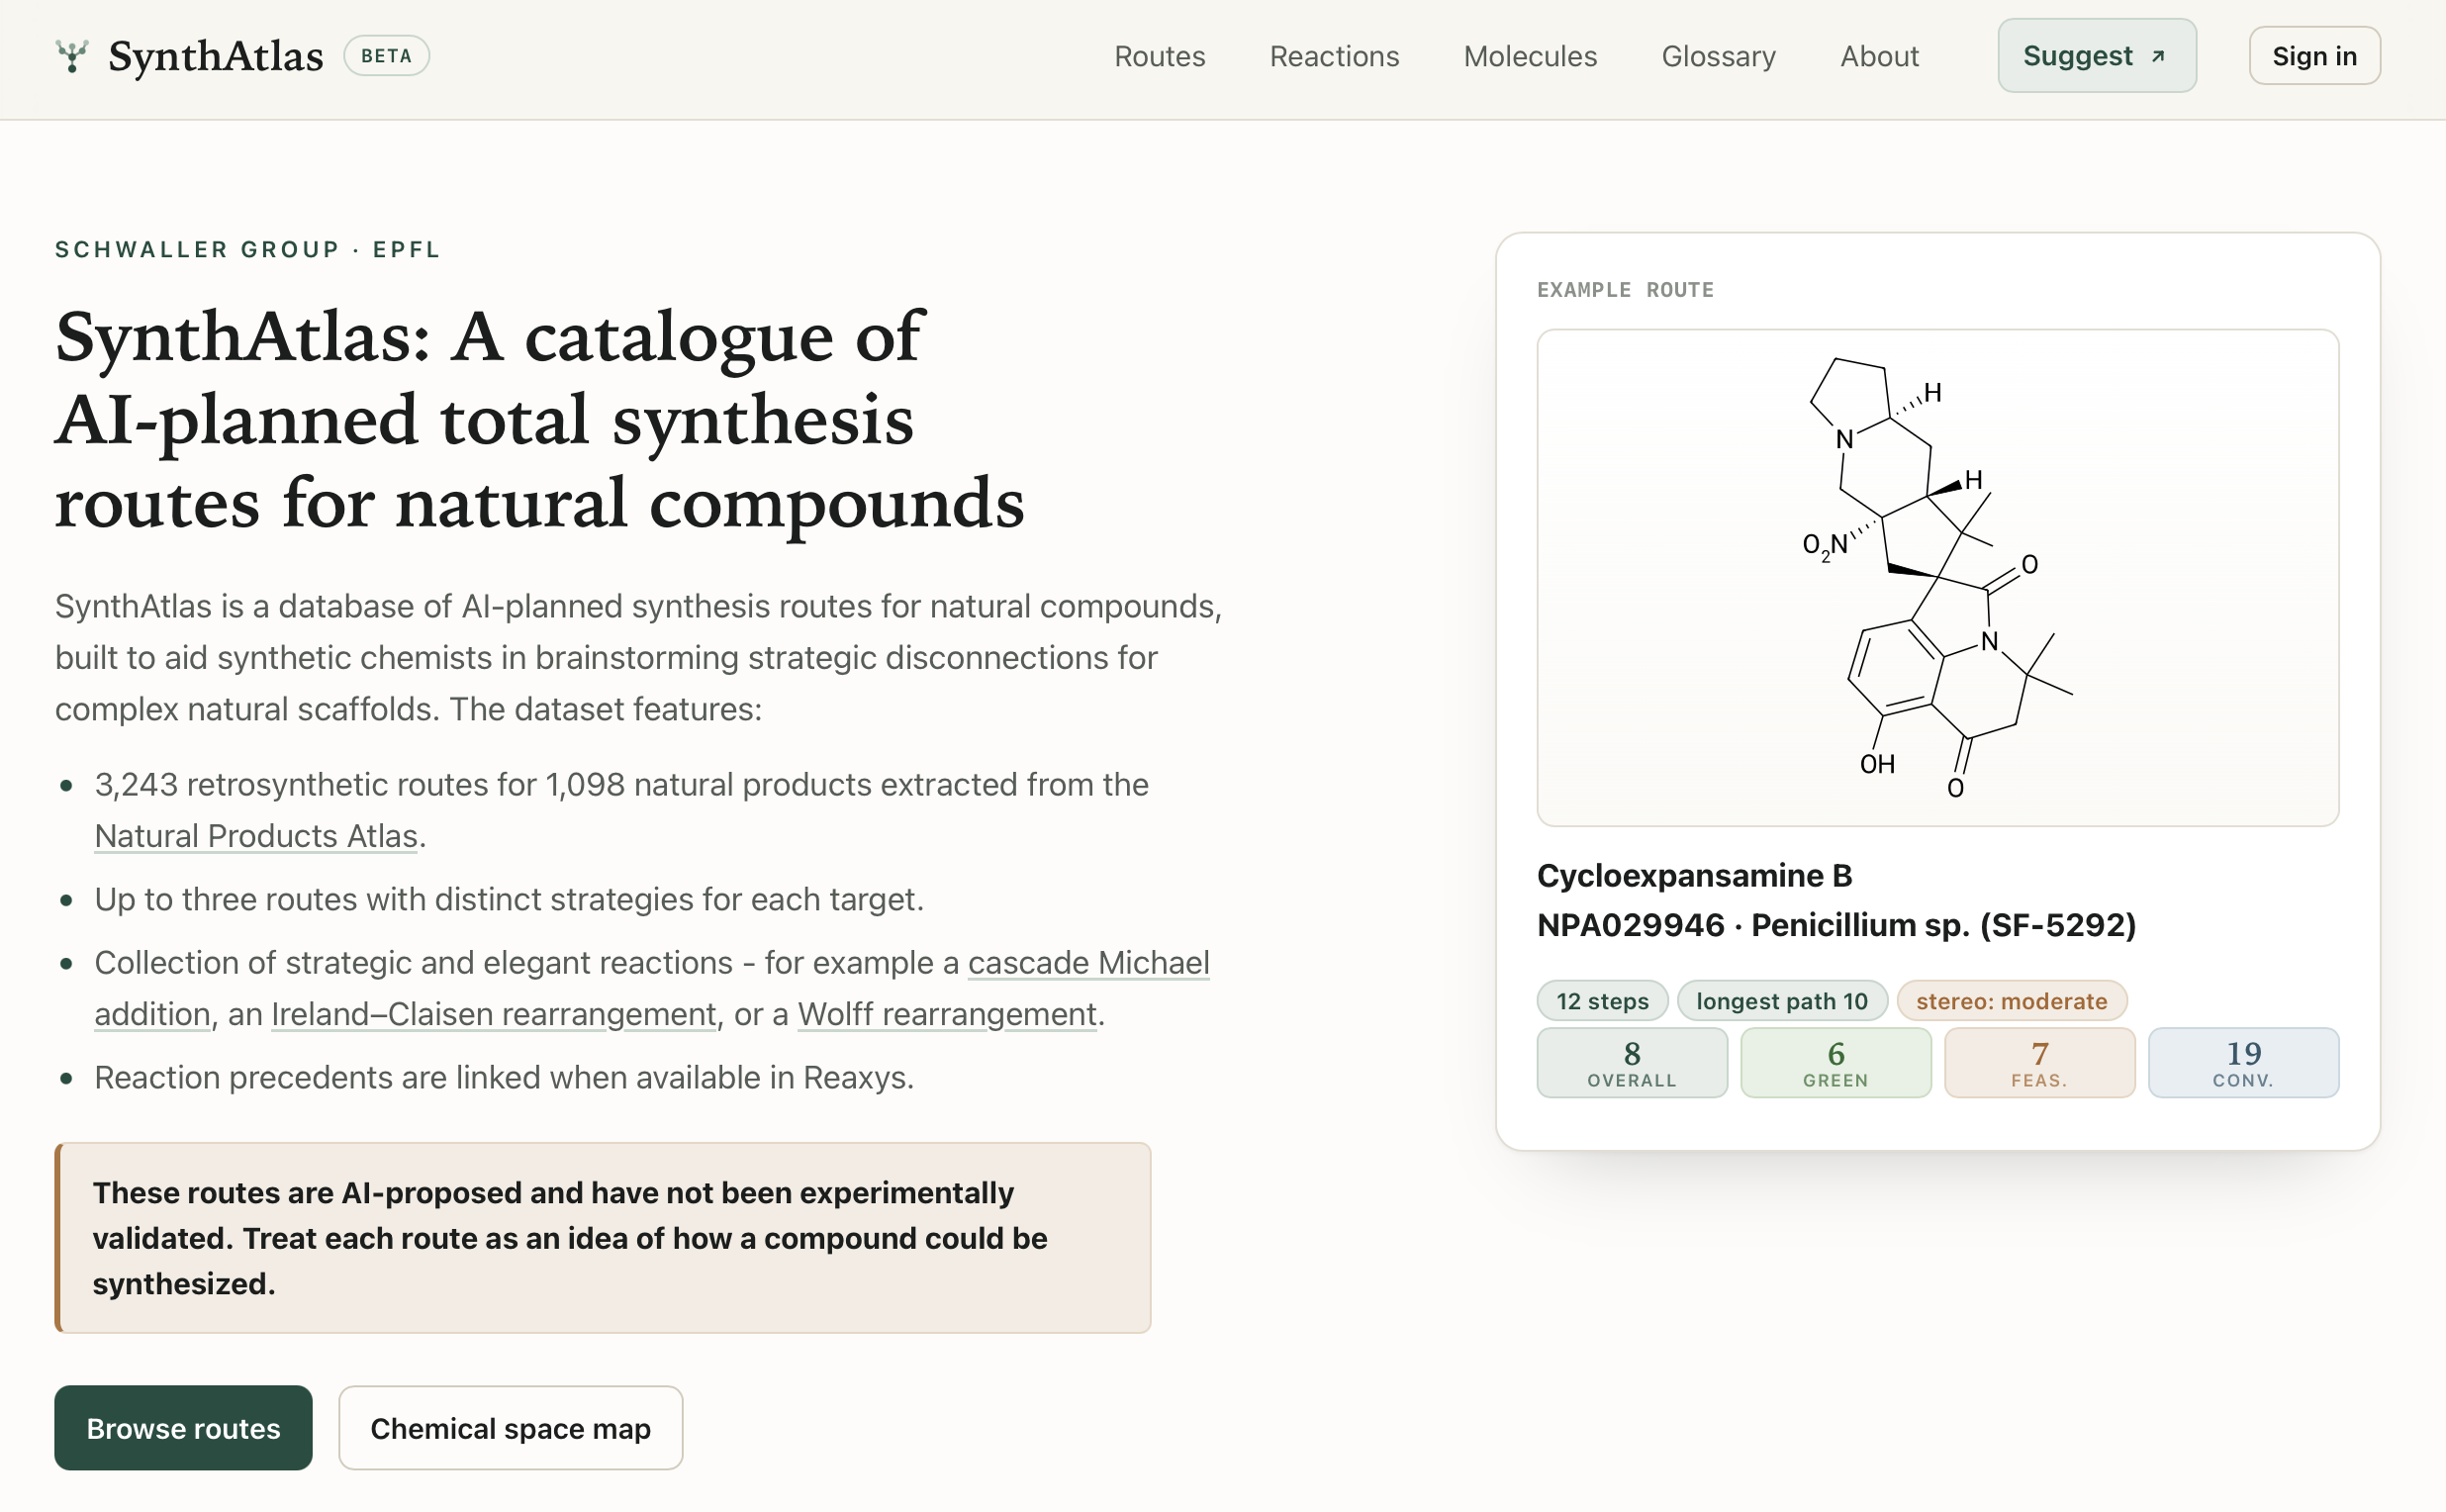 SynthAtlas BETA
Routes Reactions Molecules Glossary About Suggest ↗ Sign in
SCHWALLER GROUP · EPFL
SynthAtlas: A catalogue of
AI-planned total synthesis
routes for natural compounds
SynthAtlas is a database of AI-planned synthesis routes for natural compounds,
built to aid synthetic chemists in brainstorming strategic disconnections for
complex natural scaffolds. The dataset features:
• 3,243 retrosynthetic routes for 1,098 natural products extracted from the
Natural Products Atlas.
• Up to three routes with distinct strategies for each target.
• Collection of strategic and elegant reactions - for example a cascade Michael
addition, an Ireland–Claisen rearrangement, or a Wolff rearrangement.
• Reaction precedents are linked when available in Reaxys.
These routes are AI-proposed and have not been experimentally
validated. Treat each route as an idea of how a compound could be
synthesized.
Browse routes
Chemical space map
EXAMPLE ROUTE
H
N
H
O₂N
O
N
OH
O
Cycloexpansamine B
NPA029946 · Penicillium sp. (SF-5292)
12 steps longest path 10 stereo: moderate
8 6 7 19
OVERALL GREEN FEAS. CONV.